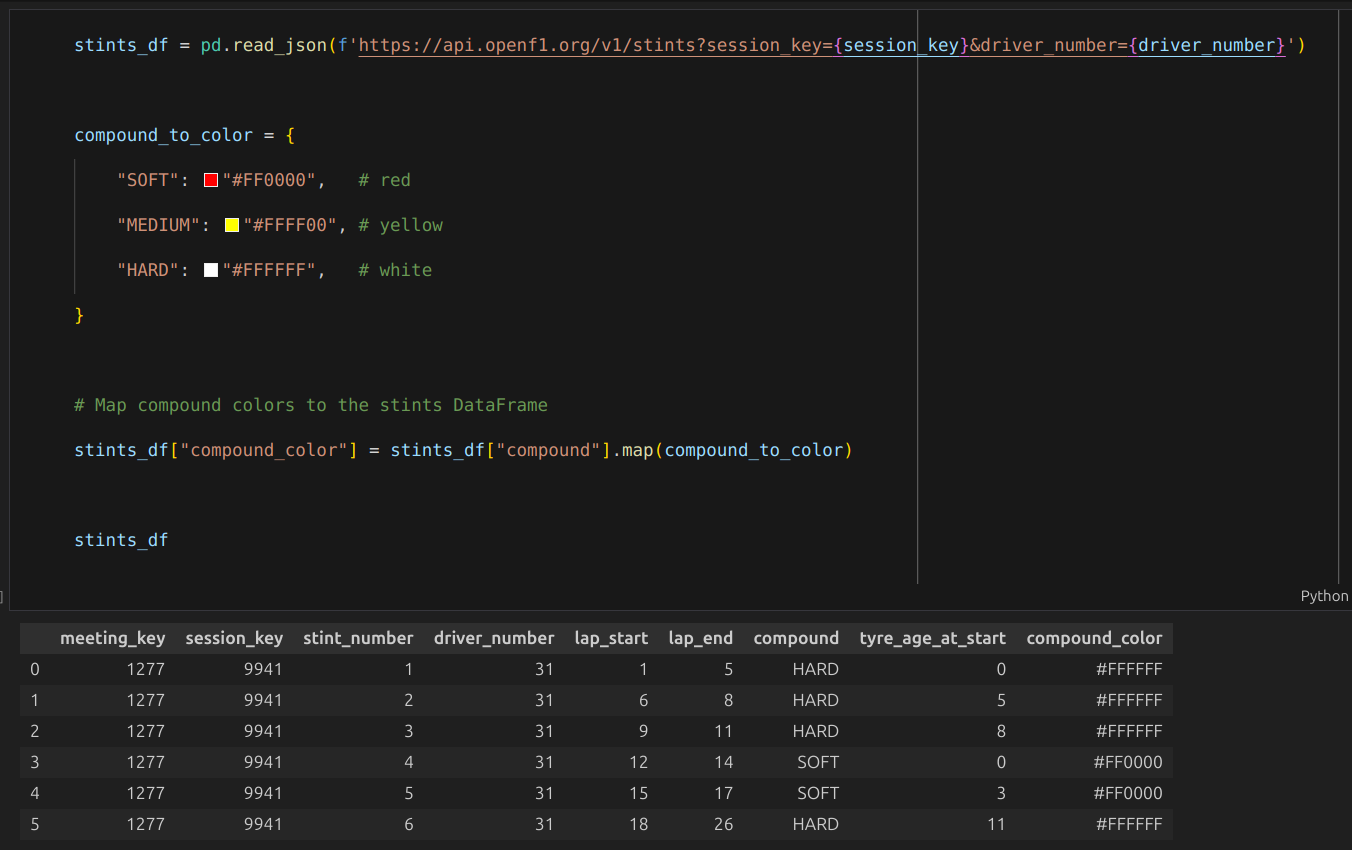 stints_df = pd.read_json(f'https://api.openf1.org/v1/stints?session_key={session_key}&driver_number={driver_number}')
compound_to_color = {
"SOFT": "#FF0000", # red
"MEDIUM": "#FFFF00", # yellow
"HARD": "#FFFFFF", # white
}
# Map compound colors to the stints DataFrame
stints_df["compound_color"] = stints_df["compound"].map(compound_to_color)
stints_df
] Python
meeting_key session_key stint_number driver_number lap_start lap_end compound tyre_age_at_start compound_color
0 1277 9941 1 31 1 5 HARD 0 #FFFFFF
1 1277 9941 2 31 6 8 HARD 5 #FFFFFF
2 1277 9941 3 31 9 11 HARD 8 #FFFFFF
3 1277 9941 4 31 12 14 SOFT 0 #FF0000
4 1277 9941 5 31 15 17 SOFT 3 #FF0000
5 1277 9941 6 31 18 26 HARD 11 #FFFFFF